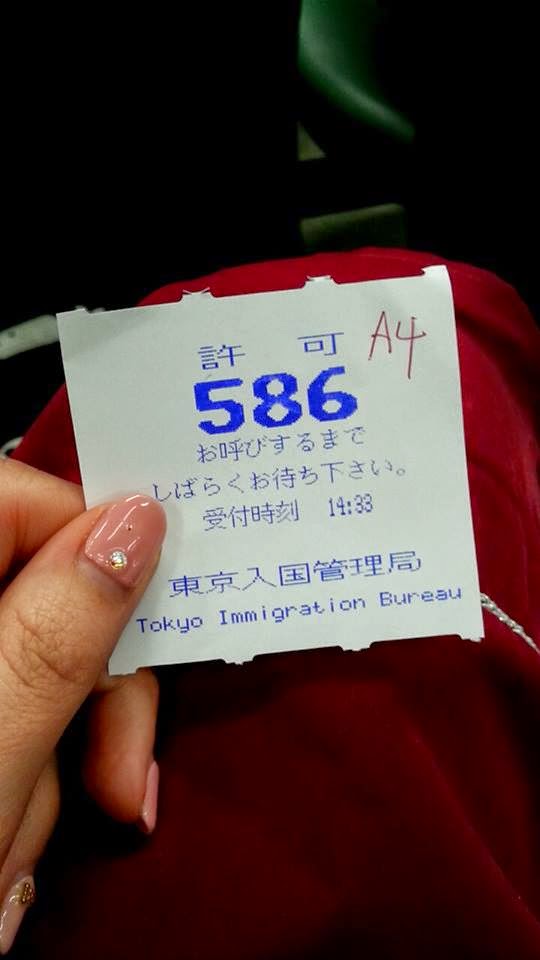 許 可 A4
586
お呼びするまで
しばらくお待ち下さい。
受付時刻 14:33
東京入国管理局
Tokyo Immigration Bureau